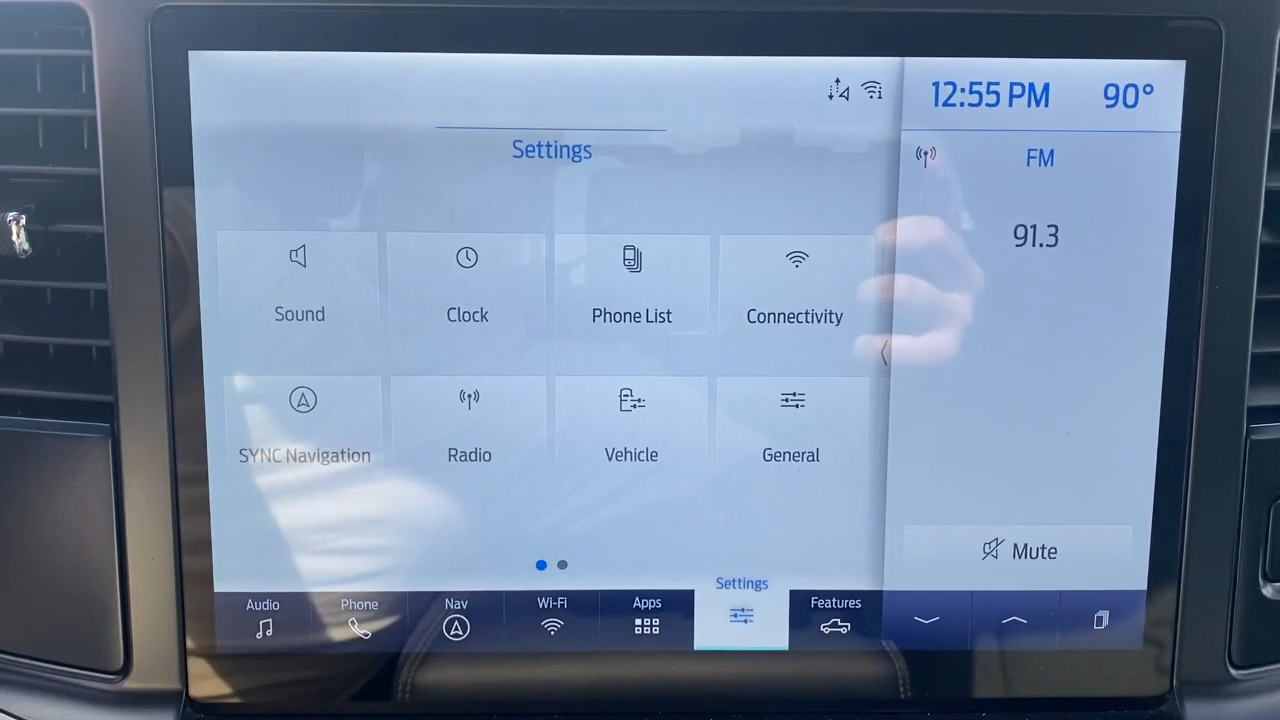 12:55 PM 90°
Settings
FM
91.3
Sound Clock Phone List Connectivity
SYNC Navigation Radio Vehicle General
Mute
Audio Phone Nav Wi-Fi Apps Settings Features